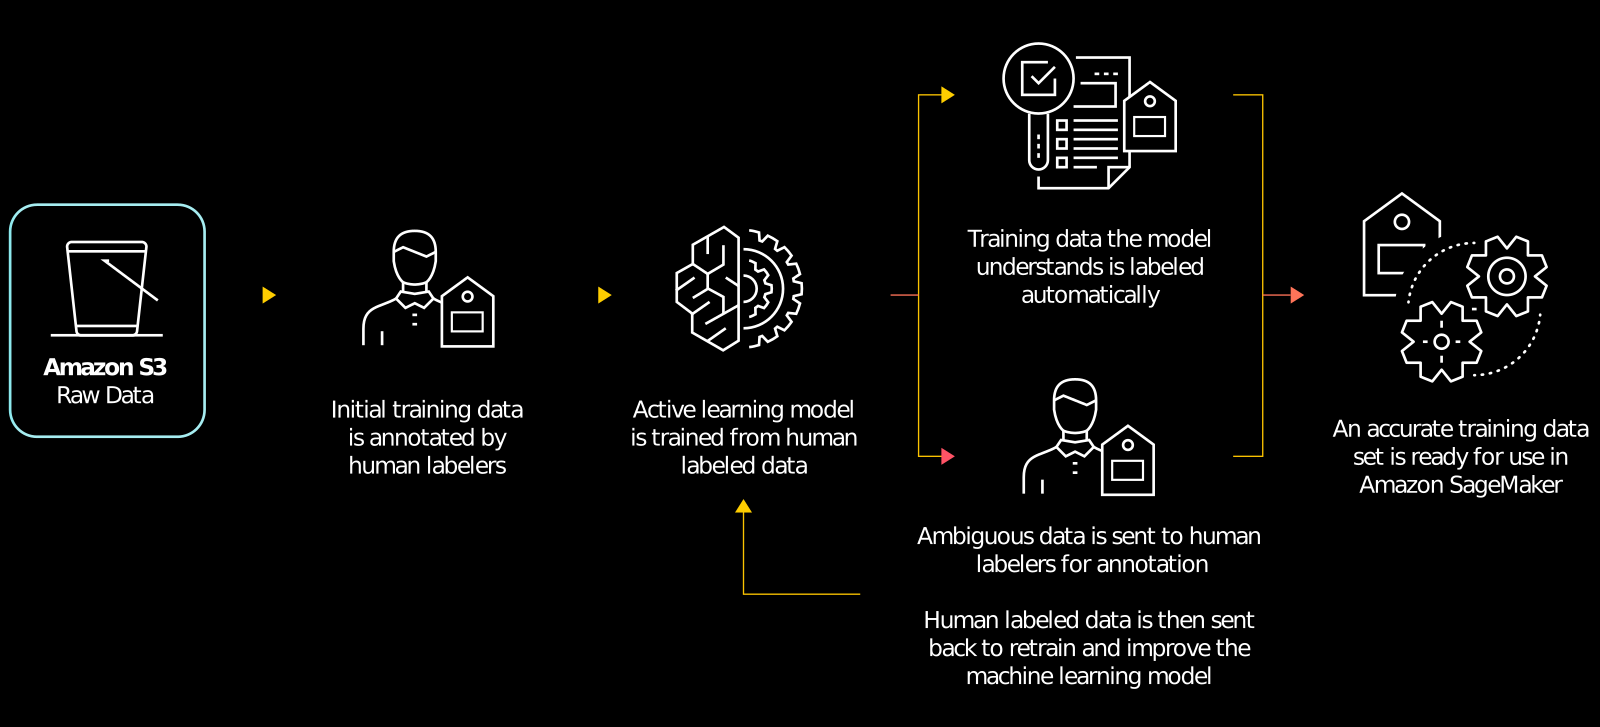 Amazon S3
Raw Data
Initial training data
is annotated by
human labelers
Active learning model
is trained from human
labeled data
Training data the model
understands is labeled
automatically
Ambiguous data is sent to human
labelers for annotation
Human labeled data is then sent
back to retrain and improve the
machine learning model
An accurate training data
set is ready for use in
Amazon SageMaker